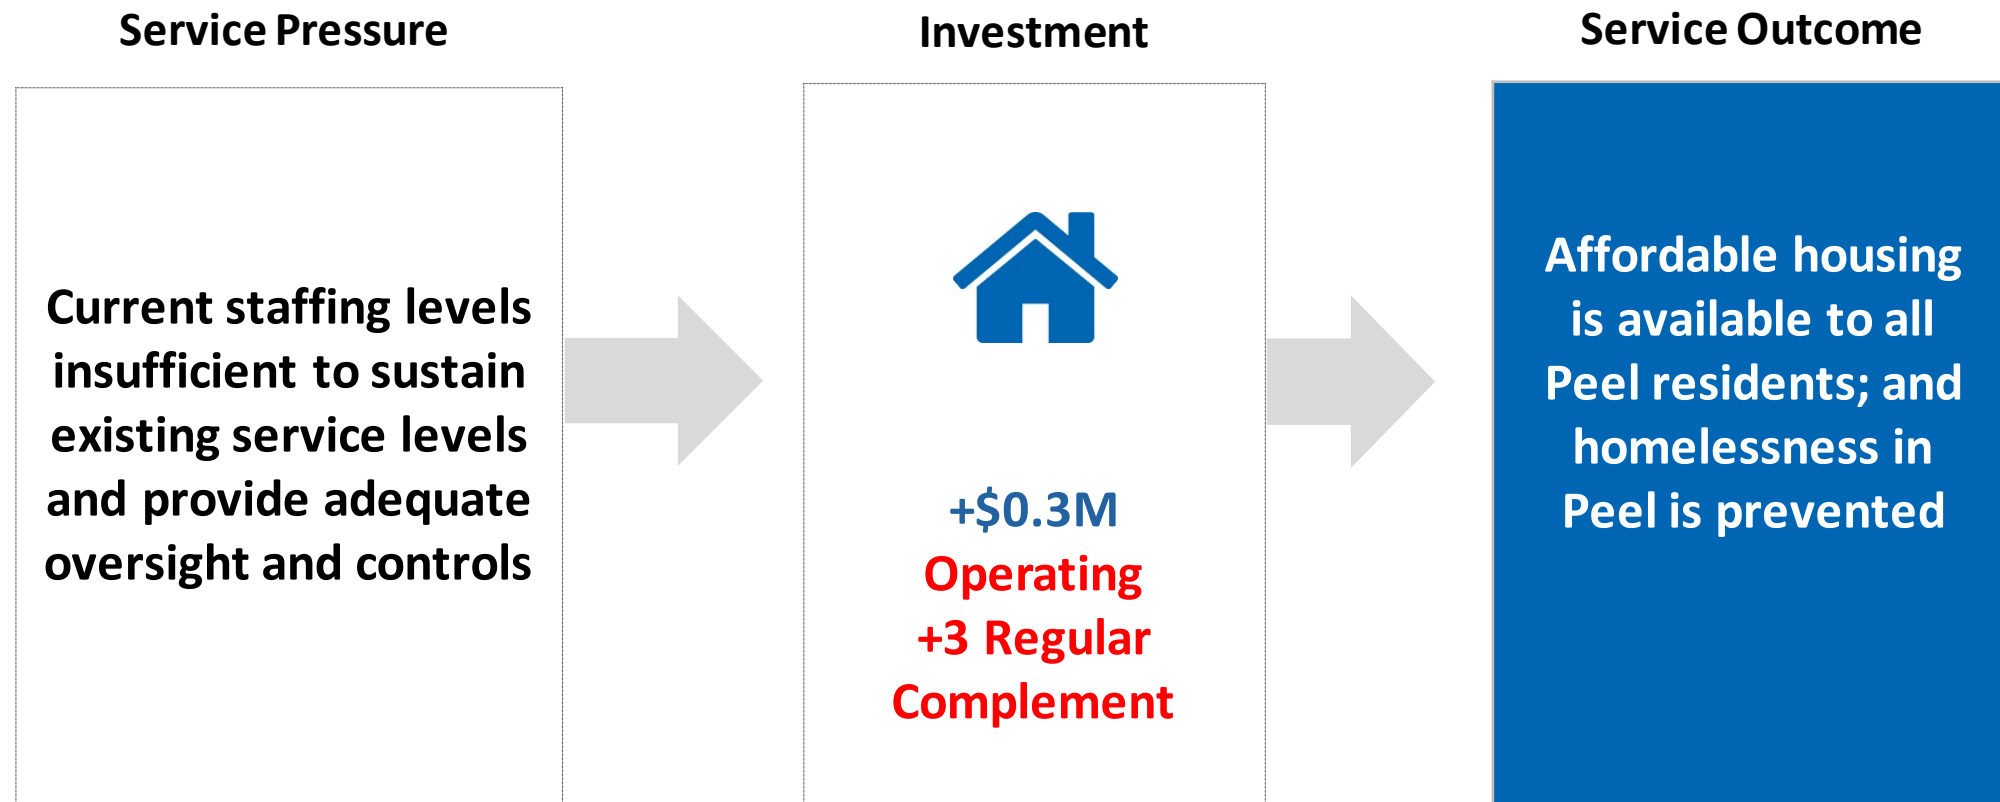 Service Pressure
Current staffing levels
insufficient to sustain
existing service levels
and provide adequate
oversight and controls
Investment
+$0.3M
Operating
+3 Regular
Complement
Service Outcome
Affordable housing
is available to all
Peel residents; and
homelessness in
Peel is prevented